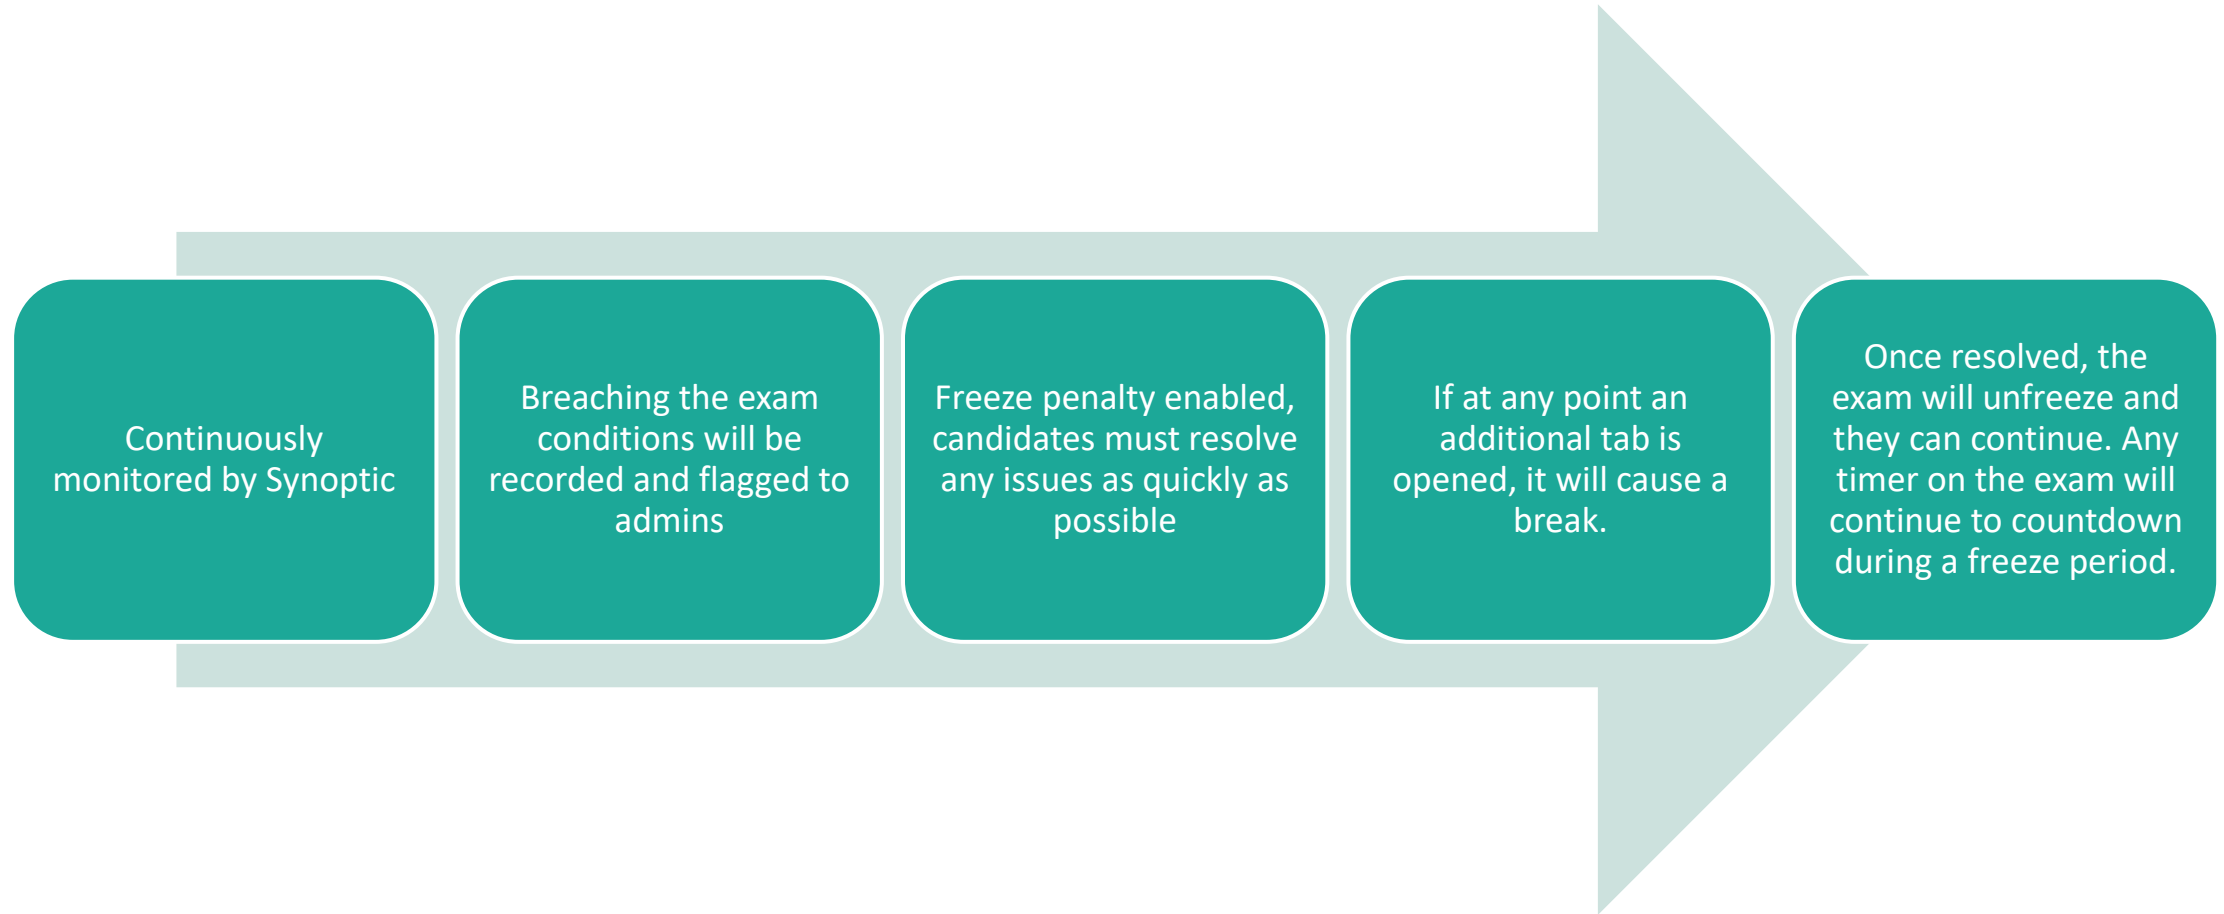 Continuously
monitored by Synoptic
Breaching the exam
conditions will be
recorded and flagged to
admins
Freeze penalty enabled,
candidates must resolve
any issues as quickly as
possible
If at any point an
additional tab is
opened, it will cause a
break.
Once resolved, the
exam will unfreeze and
they can continue. Any
timer on the exam will
continue to countdown
during a freeze period.